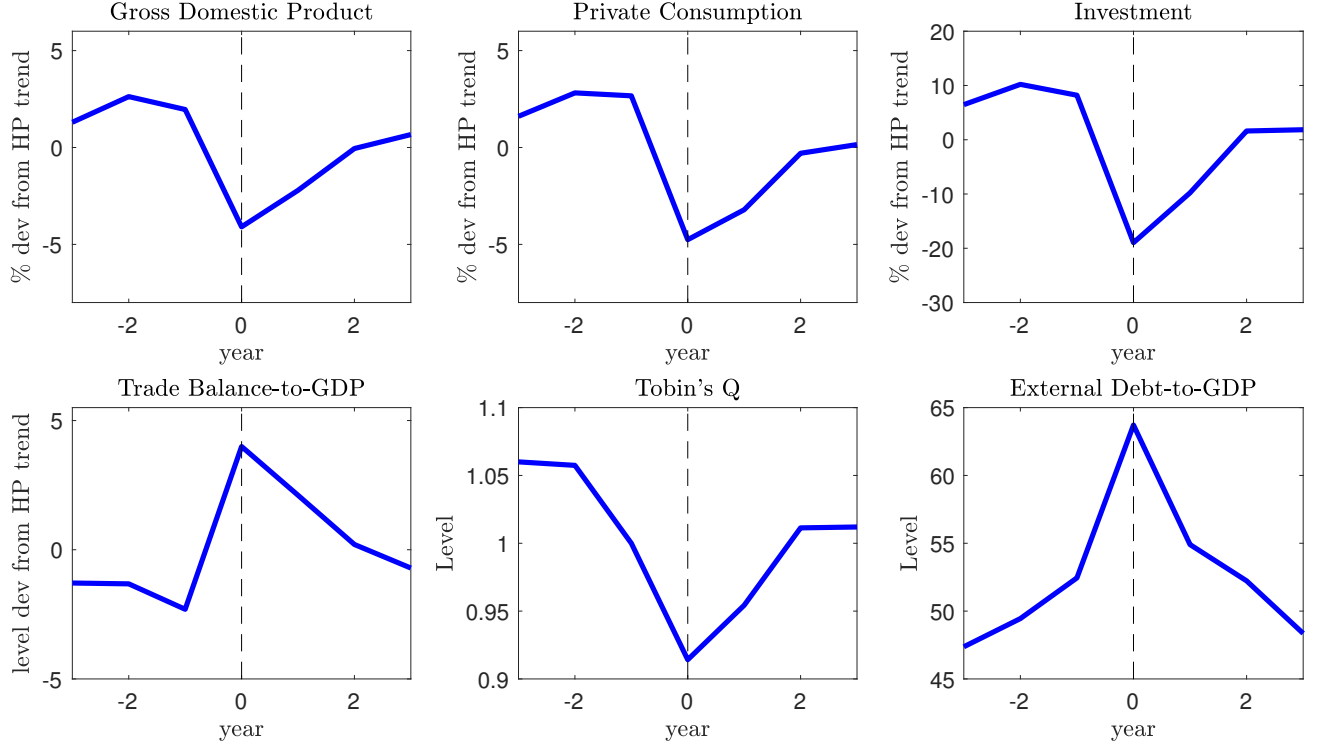 Gross Domestic Product
% dev from HP trend
5
0
-5
-2
0
2
year
Private Consumption
% dev from HP trend
5
0
-5
-2
0
2
year
Investment
% dev from HP trend
20
10
0
-10
-20
-30
-2
0
2
year
Trade Balance-to-GDP
level dev from HP trend
5
0
-5
-2
0
2
year
Tobin's Q
Level
1.1
1.05
1
0.95
0.9
-2
0
2
year
External Debt-to-GDP
Level
65
60
55
50
45
-2
0
2
year